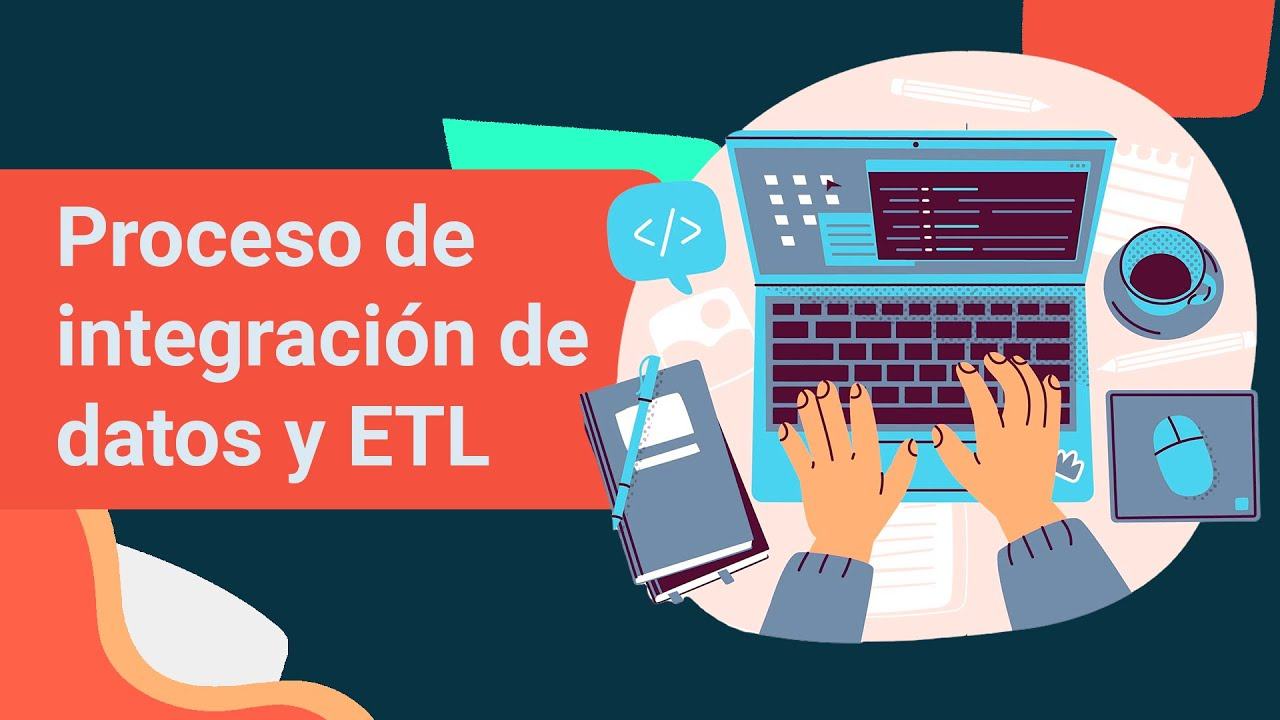 Proceso de
integración de
datos y ETL
</>